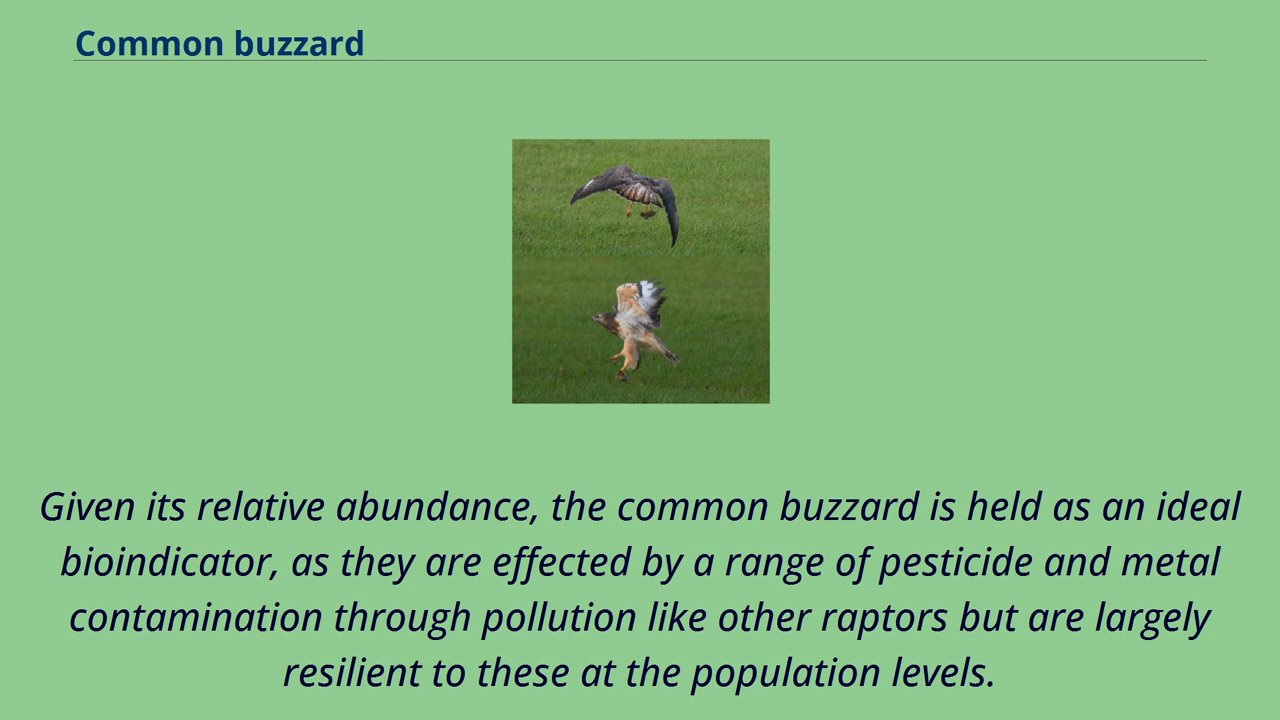 Common buzzard
Given its relative abundance, the common buzzard is held as an ideal
bioindicator, as they are effected by a range of pesticide and metal
contamination through pollution like other raptors but are largely
resilient to these at the population levels.